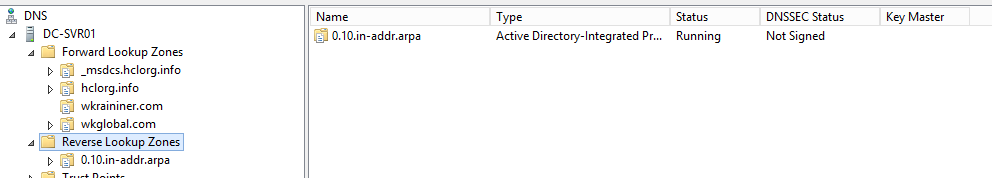 DNS
DC-SVR01
Forward Lookup Zones
_msdcs.hclorg.info
hclorg.info
wkraininer.com
wkglobal.com
Reverse Lookup Zones
0.10.in-addr.arpa
Trust Points
Name Type Status DNSSEC Status Key Master
0.10.in-addr.arpa Active Directory-Integrated Pr... Running Not Signed